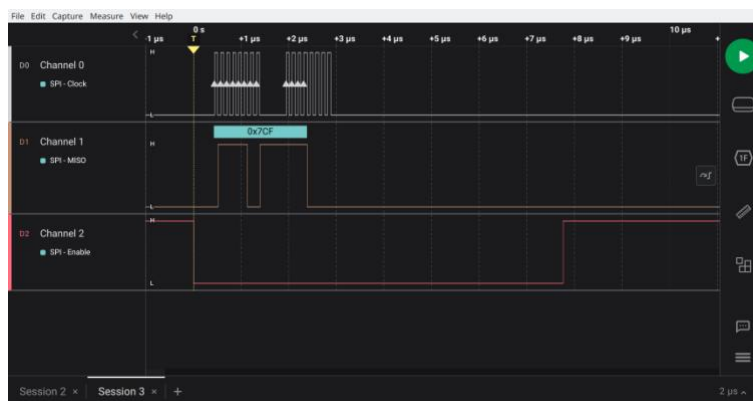 File Edit Capture Measure View Help
0 s
10 µs
-1 µs
T
+1 µs
+2 µs
+3 µs
+4 µs
+5 µs
+6 µs
+7 µs
+8 µs
+9 µs
D0 Channel 0
SPI - Clock
H
L
0x7CF
D1 Channel 1
SPI - MISO
H
L
1F
D2 Channel 2
SPI - Enable
H
L
Session 2 ×
Session 3 ×
+
2 µs